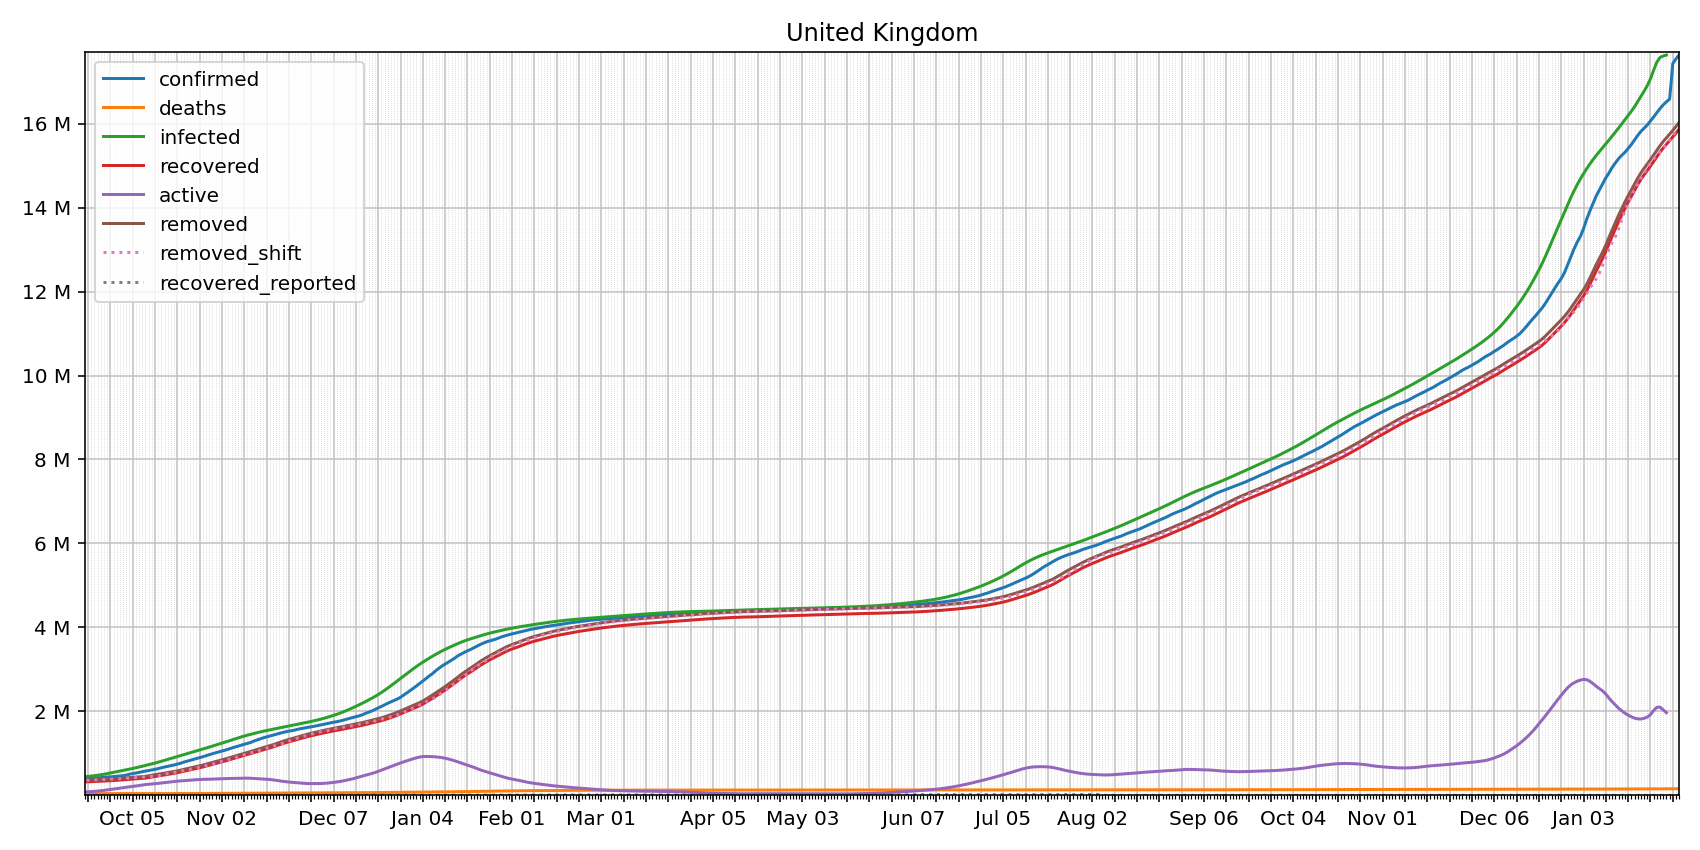 United Kingdom
confirmed
deaths
infected
recovered
active
removed
removed_shift
recovered_reported
16 M
14 M
12 M
10 M
8 M
6 M
4 M
2 M
Oct 05 Nov 02 Dec 07 Jan 04 Feb 01 Mar 01 Apr 05 May 03 Jun 07 Jul 05 Aug 02 Sep 06 Oct 04 Nov 01 Dec 06 Jan 03